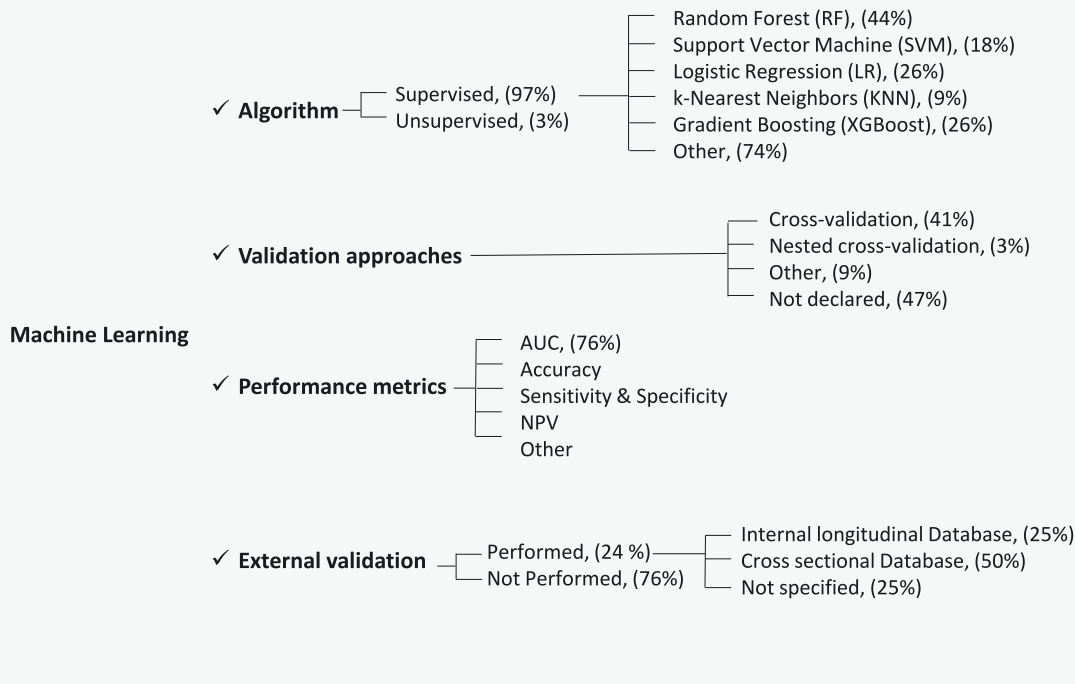 Machine Learning
✓ Algorithm
Supervised, (97%)
Unsupervised, (3%)
Random Forest (RF), (44%)
Support Vector Machine (SVM), (18%)
Logistic Regression (LR), (26%)
k-Nearest Neighbors (KNN), (9%)
Gradient Boosting (XGBoost), (26%)
Other, (74%)
✓ Validation approaches
Cross-validation, (41%)
Nested cross-validation, (3%)
Other, (9%)
Not declared, (47%)
✓ Performance metrics
AUC, (76%)
Accuracy
Sensitivity & Specificity
NPV
Other
✓ External validation
Performed, (24 %)
Not Performed, (76%)
Internal longitudinal Database, (25%)
Cross sectional Database, (50%)
Not specified, (25%)